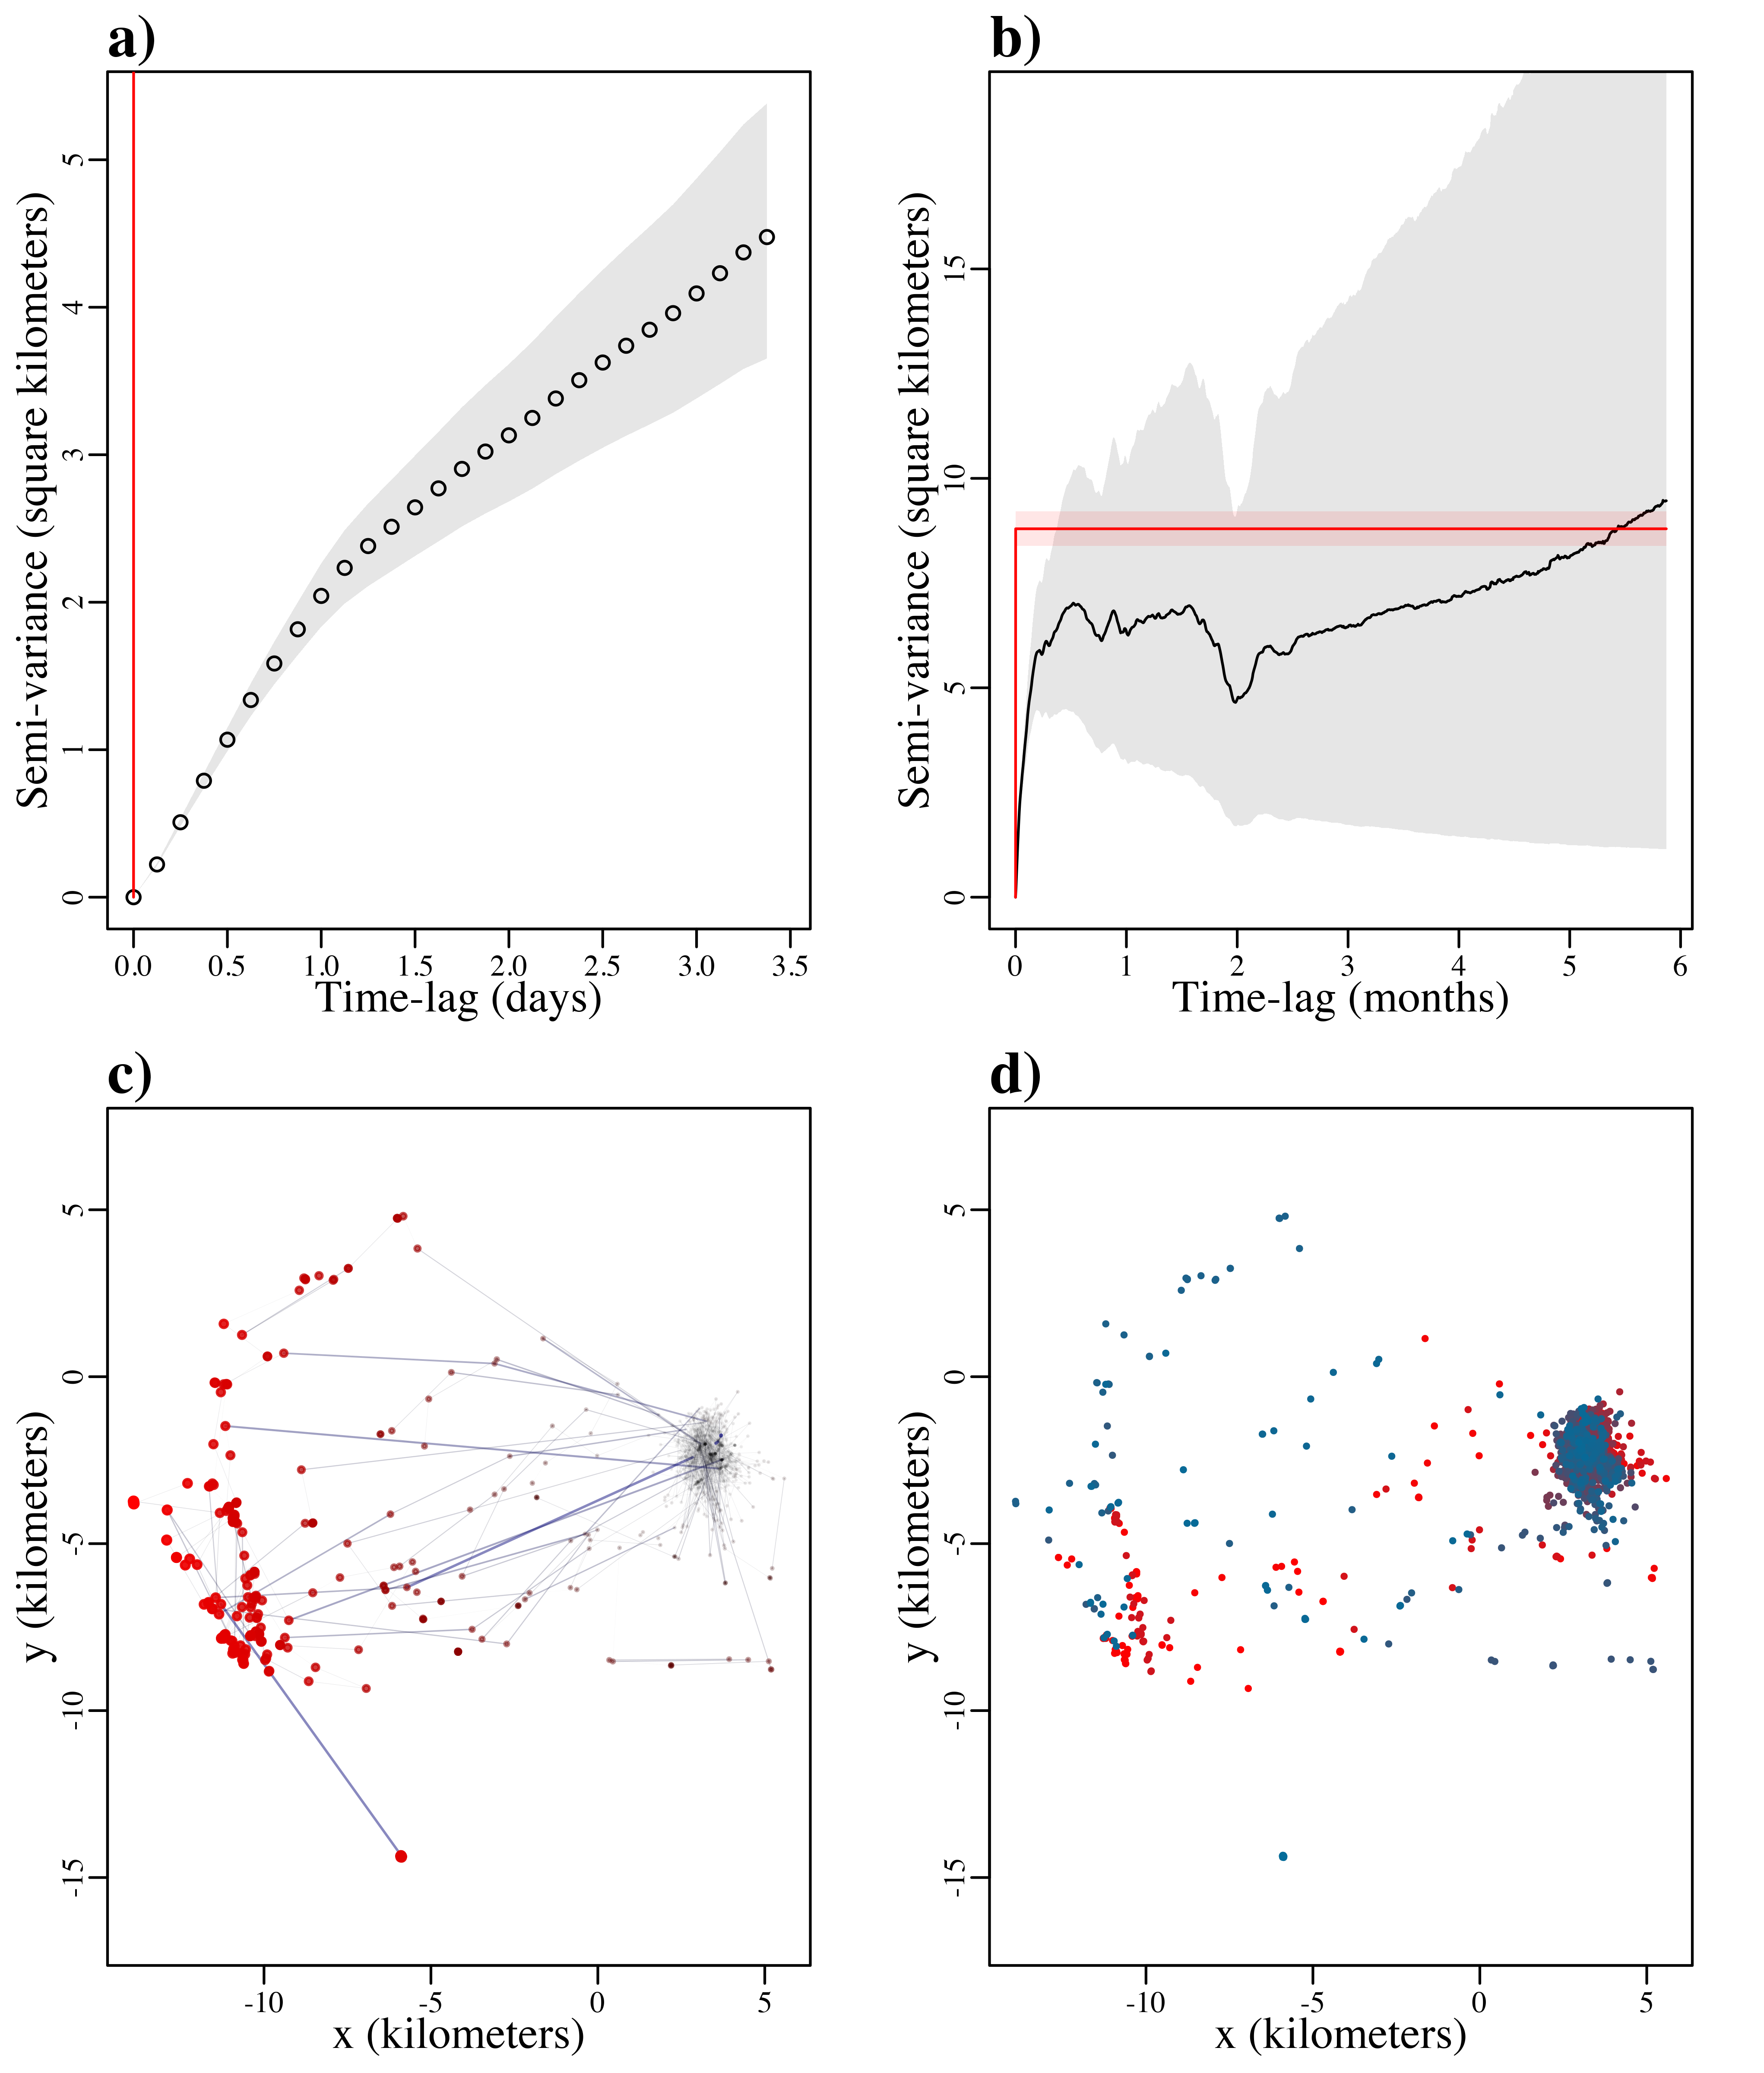 a)
Semi-variance (square kilometers)
5
4
3
2
1
0
0.0 0.5 1.0 1.5 2.0 2.5 3.0 3.5
Time-lag (days)
b)
Semi-variance (square kilometers)
15
10
5
0
0 1 2 3 4 5 6
Time-lag (months)
c)
y (kilometers)
5
0
-5
-10
-15
-10 -5 0 5
x (kilometers)
d)
y (kilometers)
5
0
-5
-10
-15
-10 -5 0 5
x (kilometers)